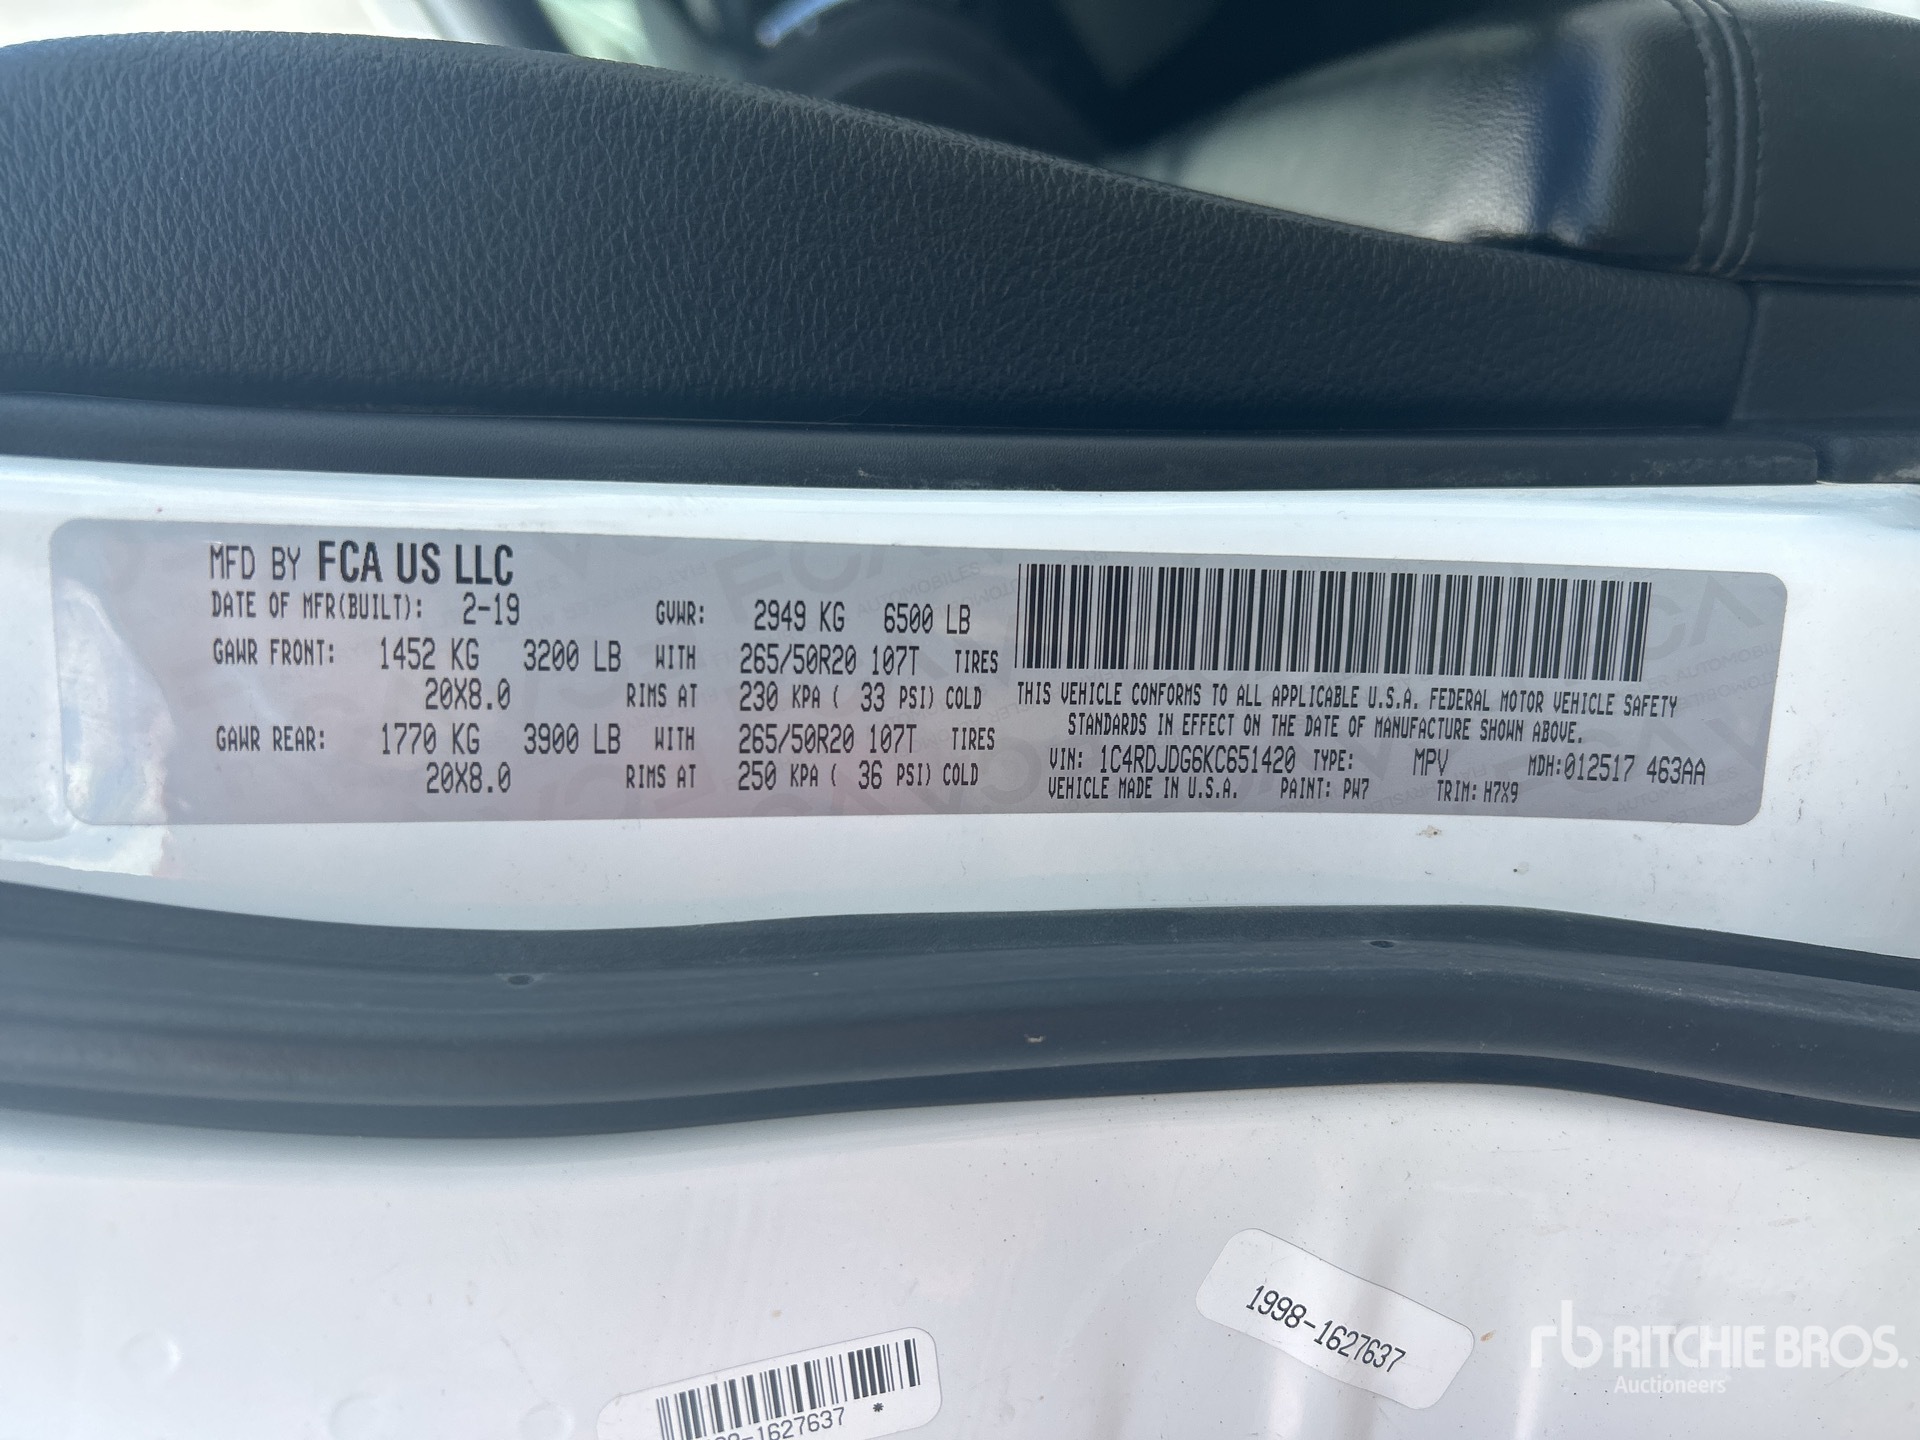 MFD BY FCA US LLC
DATE OF MFR(BUILT): 2-19 GVWR: 2949 KG 6500 LB
GAWR FRONT: 1452 KG 3200 LB WITH 265/50R20 107T TIRES
20X8.0 RIMS AT 230 KPA ( 33 PSI) COLD
GAWR REAR: 1770 KG 3900 LB WITH 265/50R20 107T TIRES
20X8.0 RIMS AT 250 KPA ( 36 PSI) COLD
THIS VEHICLE CONFORMS TO ALL APPLICABLE U.S.A. FEDERAL MOTOR VEHICLE SAFETY
STANDARDS IN EFFECT ON THE DATE OF MANUFACTURE SHOWN ABOVE.
VIN: 1C4RDJDG6KC651420 TYPE: MPV MDH:012517 463AA
VEHICLE MADE IN U.S.A. PAINT: PW7 TRIM: H7X9
1998-1627637
-1627637 *
rb RITCHIE BROS.
Auctioneers